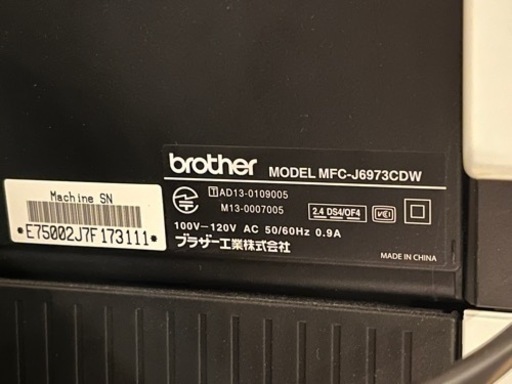 brother MODEL MFC-J6973CDW
T AD13-0109005
M13-0007005
2.4 DS4/OF4
VCI
100V-120V AC 50/60Hz 0.9A
ブラザー工業株式会社
MADE IN CHINA
Machine SN
*E75002J7F173111*